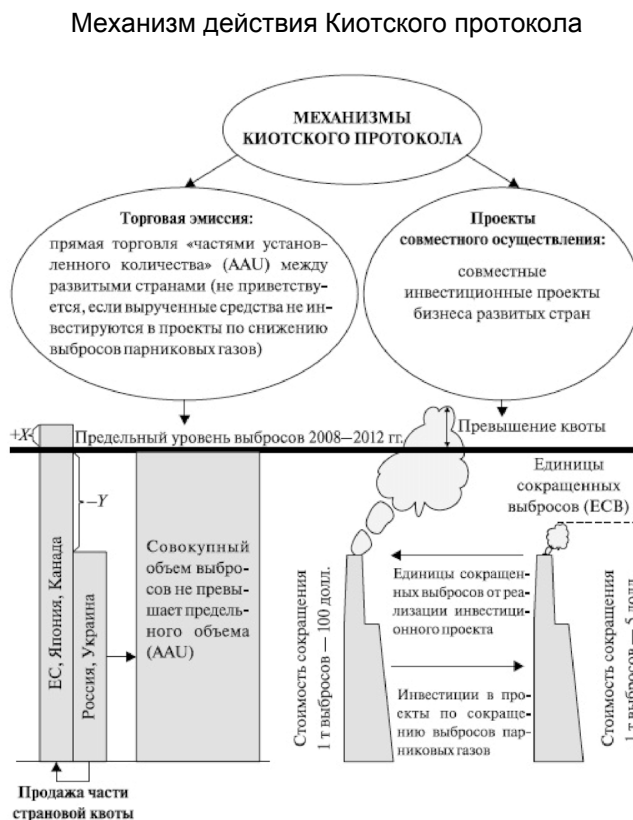 Механизм действия Киотского протокола
МЕХАНИЗМЫ
КИОТСКОГО ПРОТОКОЛА
Торговая эмиссия:
прямая торговля «частями установ-
ленного количества» (AAU) между
развитыми странами (не приветству-
ется, если вырученные средства не ин-
вестируются в проекты по снижению
выбросов парниковых газов)
Проекты
совместного осуществления:
совместные
инвестиционные проекты
бизнеса развитых стран
+X
Предельный уровень выбросов 2008—2012 гг.
Превышение квоты
–Y
ЕС, Япония, Канада
Россия, Украина
Совокупный
объем выбро-
сов не превы-
шает предель-
ного объема
(AAU)
Продажа части
страновой квоты
Стоимость сокращения
1 т выбросов — 100 долл.
Единицы
сокращенных
выбросов (ЕСВ)
Единицы сокращен-
ных выбросов от реа-
лизации инвестици-
онного проекта
Инвестиции в про-
екты по сокраще-
нию выбросов пар-
никовых газов
Стоимость сокращения
1 т выбросов — 5 долл.